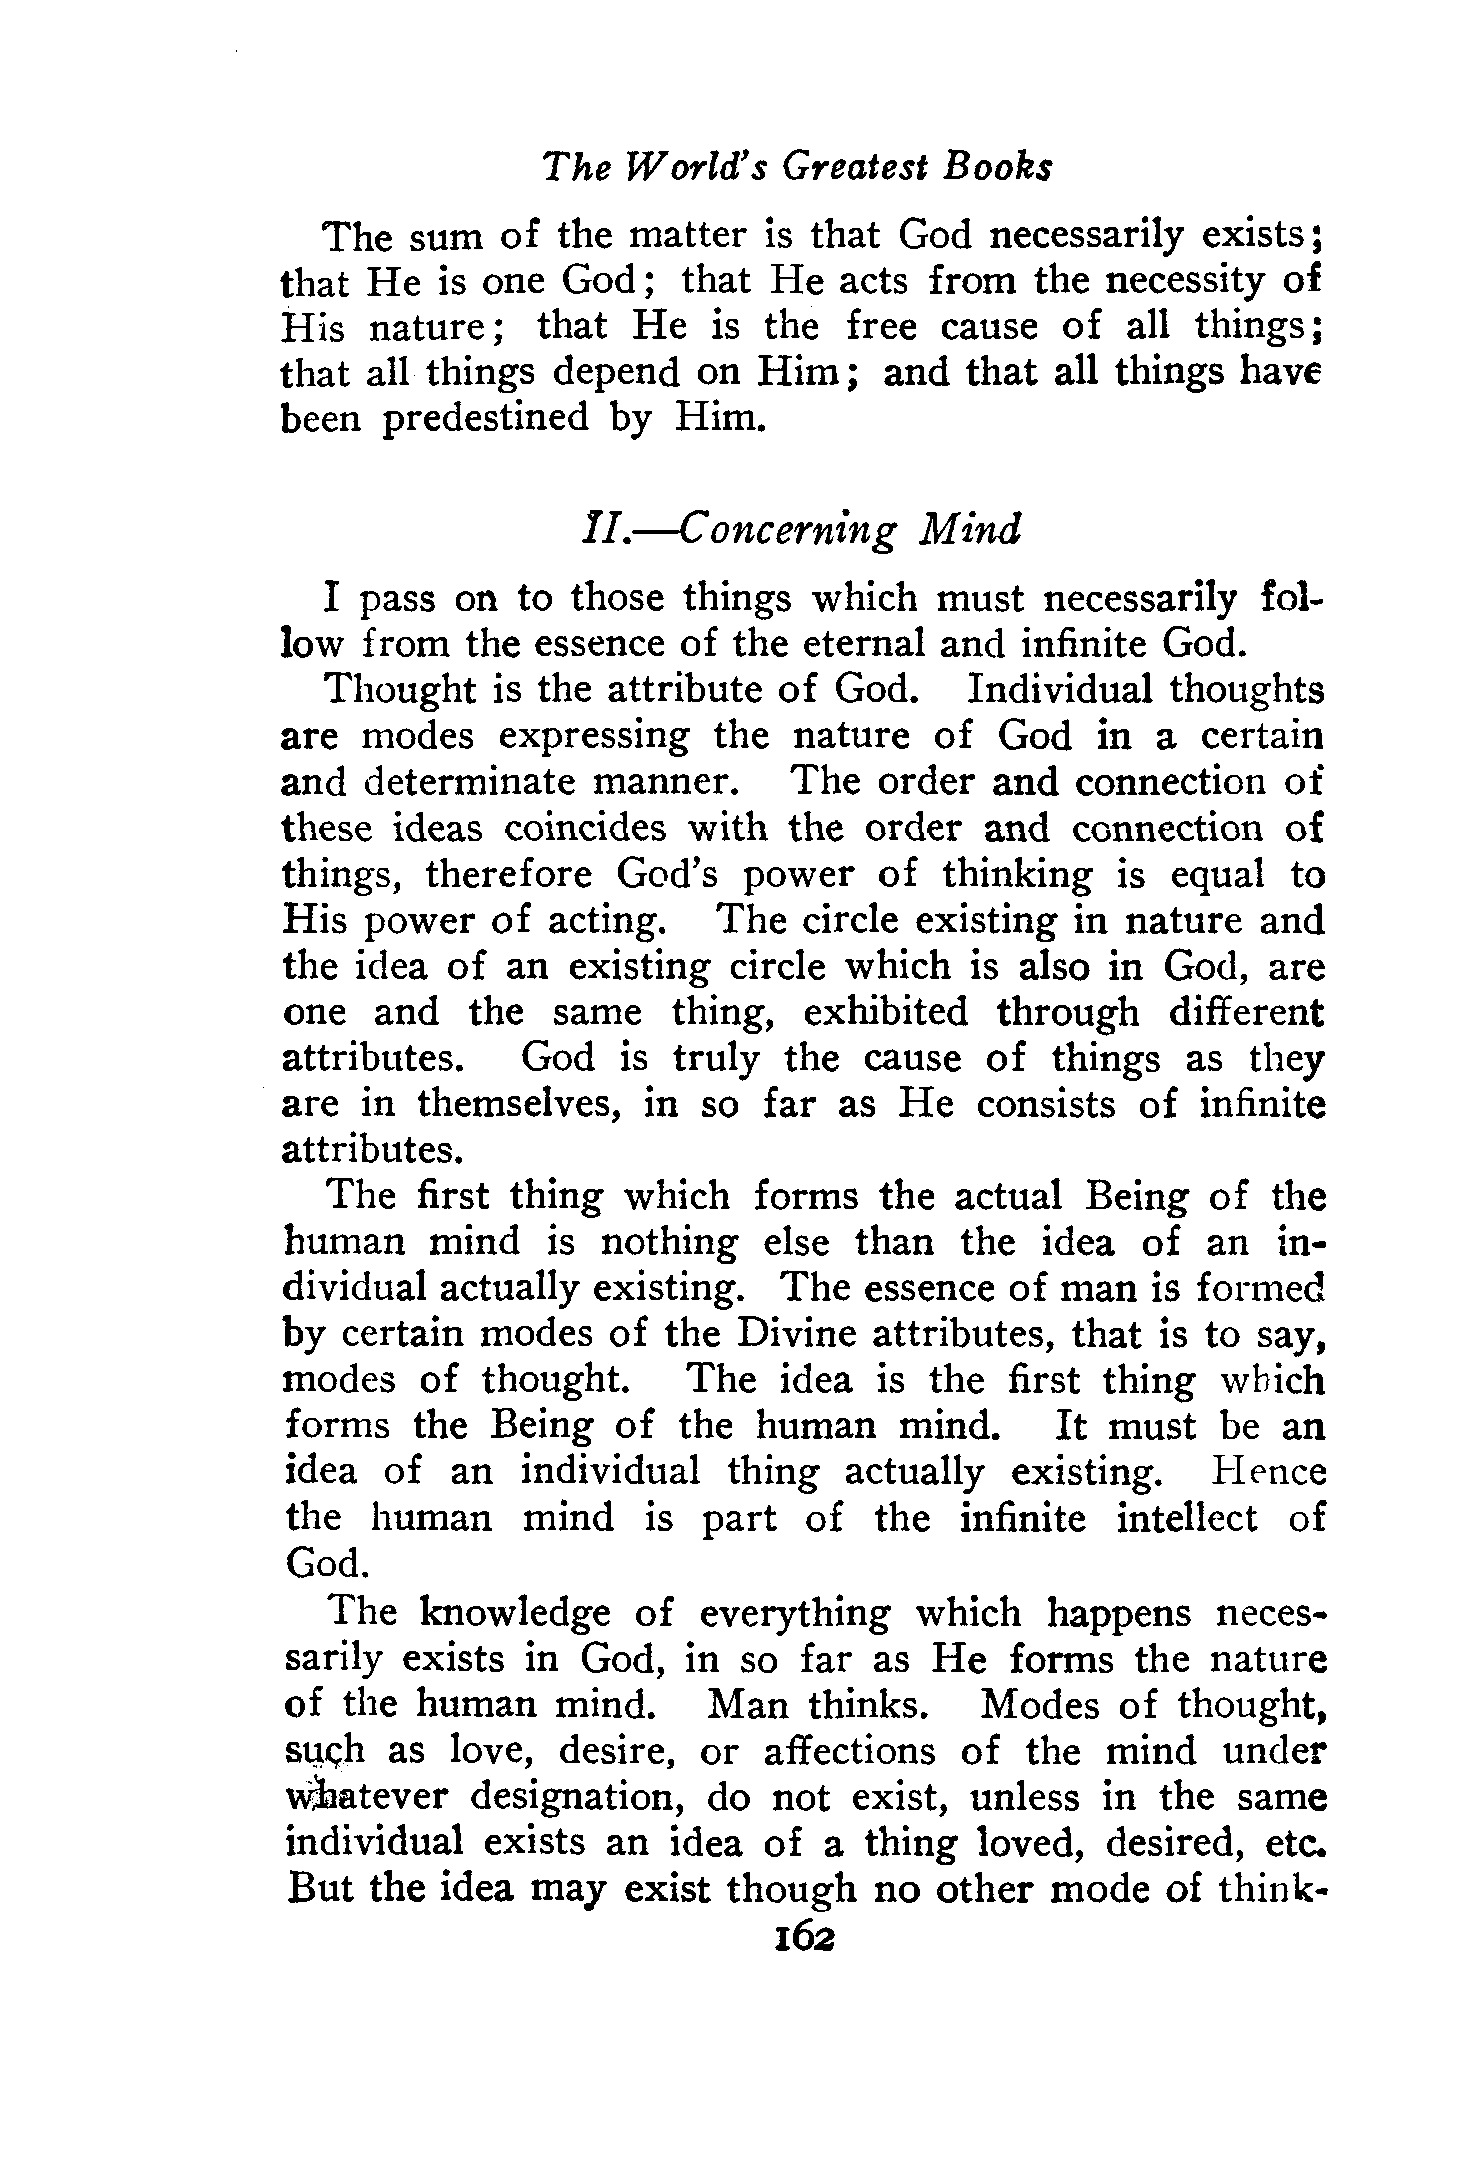 The World's Greatest Books
The sum of the matter is that God necessarily exists;
that He is one God; that He acts from the necessity of
His nature; that He is the free cause of all things;
that all things depend on Him; and that all things have
been predestined by Him.
II.—Concerning Mind
I pass on to those things which must necessarily fol-
low from the essence of the eternal and infinite God.
Thought is the attribute of God. Individual thoughts
are modes expressing the nature of God in a certain
and determinate manner. The order and connection of
these ideas coincides with the order and connection of
things, therefore God's power of thinking is equal to
His power of acting. The circle existing in nature and
the idea of an existing circle which is also in God, are
one and the same thing, exhibited through different
attributes. God is truly the cause of things as they
are in themselves, in so far as He consists of infinite
attributes.
The first thing which forms the actual Being of the
human mind is nothing else than the idea of an in-
dividual actually existing. The essence of man is formed
by certain modes of the Divine attributes, that is to say,
modes of thought. The idea is the first thing which
forms the Being of the human mind. It must be an
idea of an individual thing actually existing. Hence
the human mind is part of the infinite intellect of
God.
The knowledge of everything which happens neces-
sarily exists in God, in so far as He forms the nature
of the human mind. Man thinks. Modes of thought,
such as love, desire, or affections of the mind under
whatever designation, do not exist, unless in the same
individual exists an idea of a thing loved, desired, etc.
But the idea may exist though no other mode of think-
162